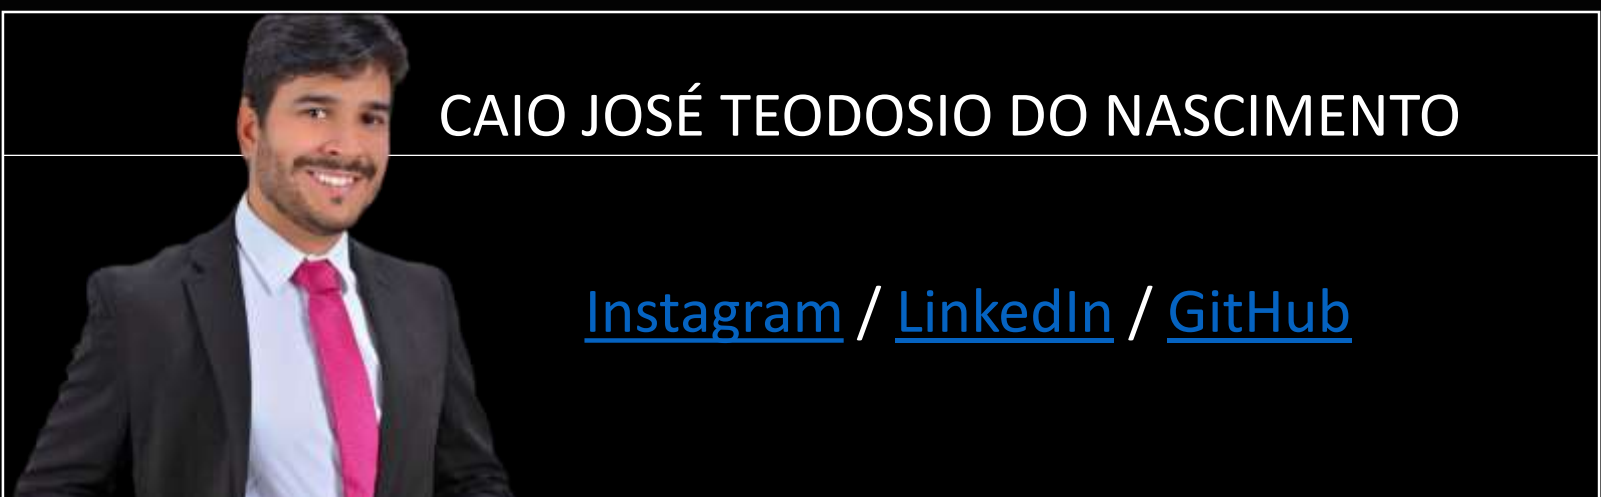 CAIO JOSÉ TEODOSIO DO NASCIMENTO
Instagram / LinkedIn / GitHub